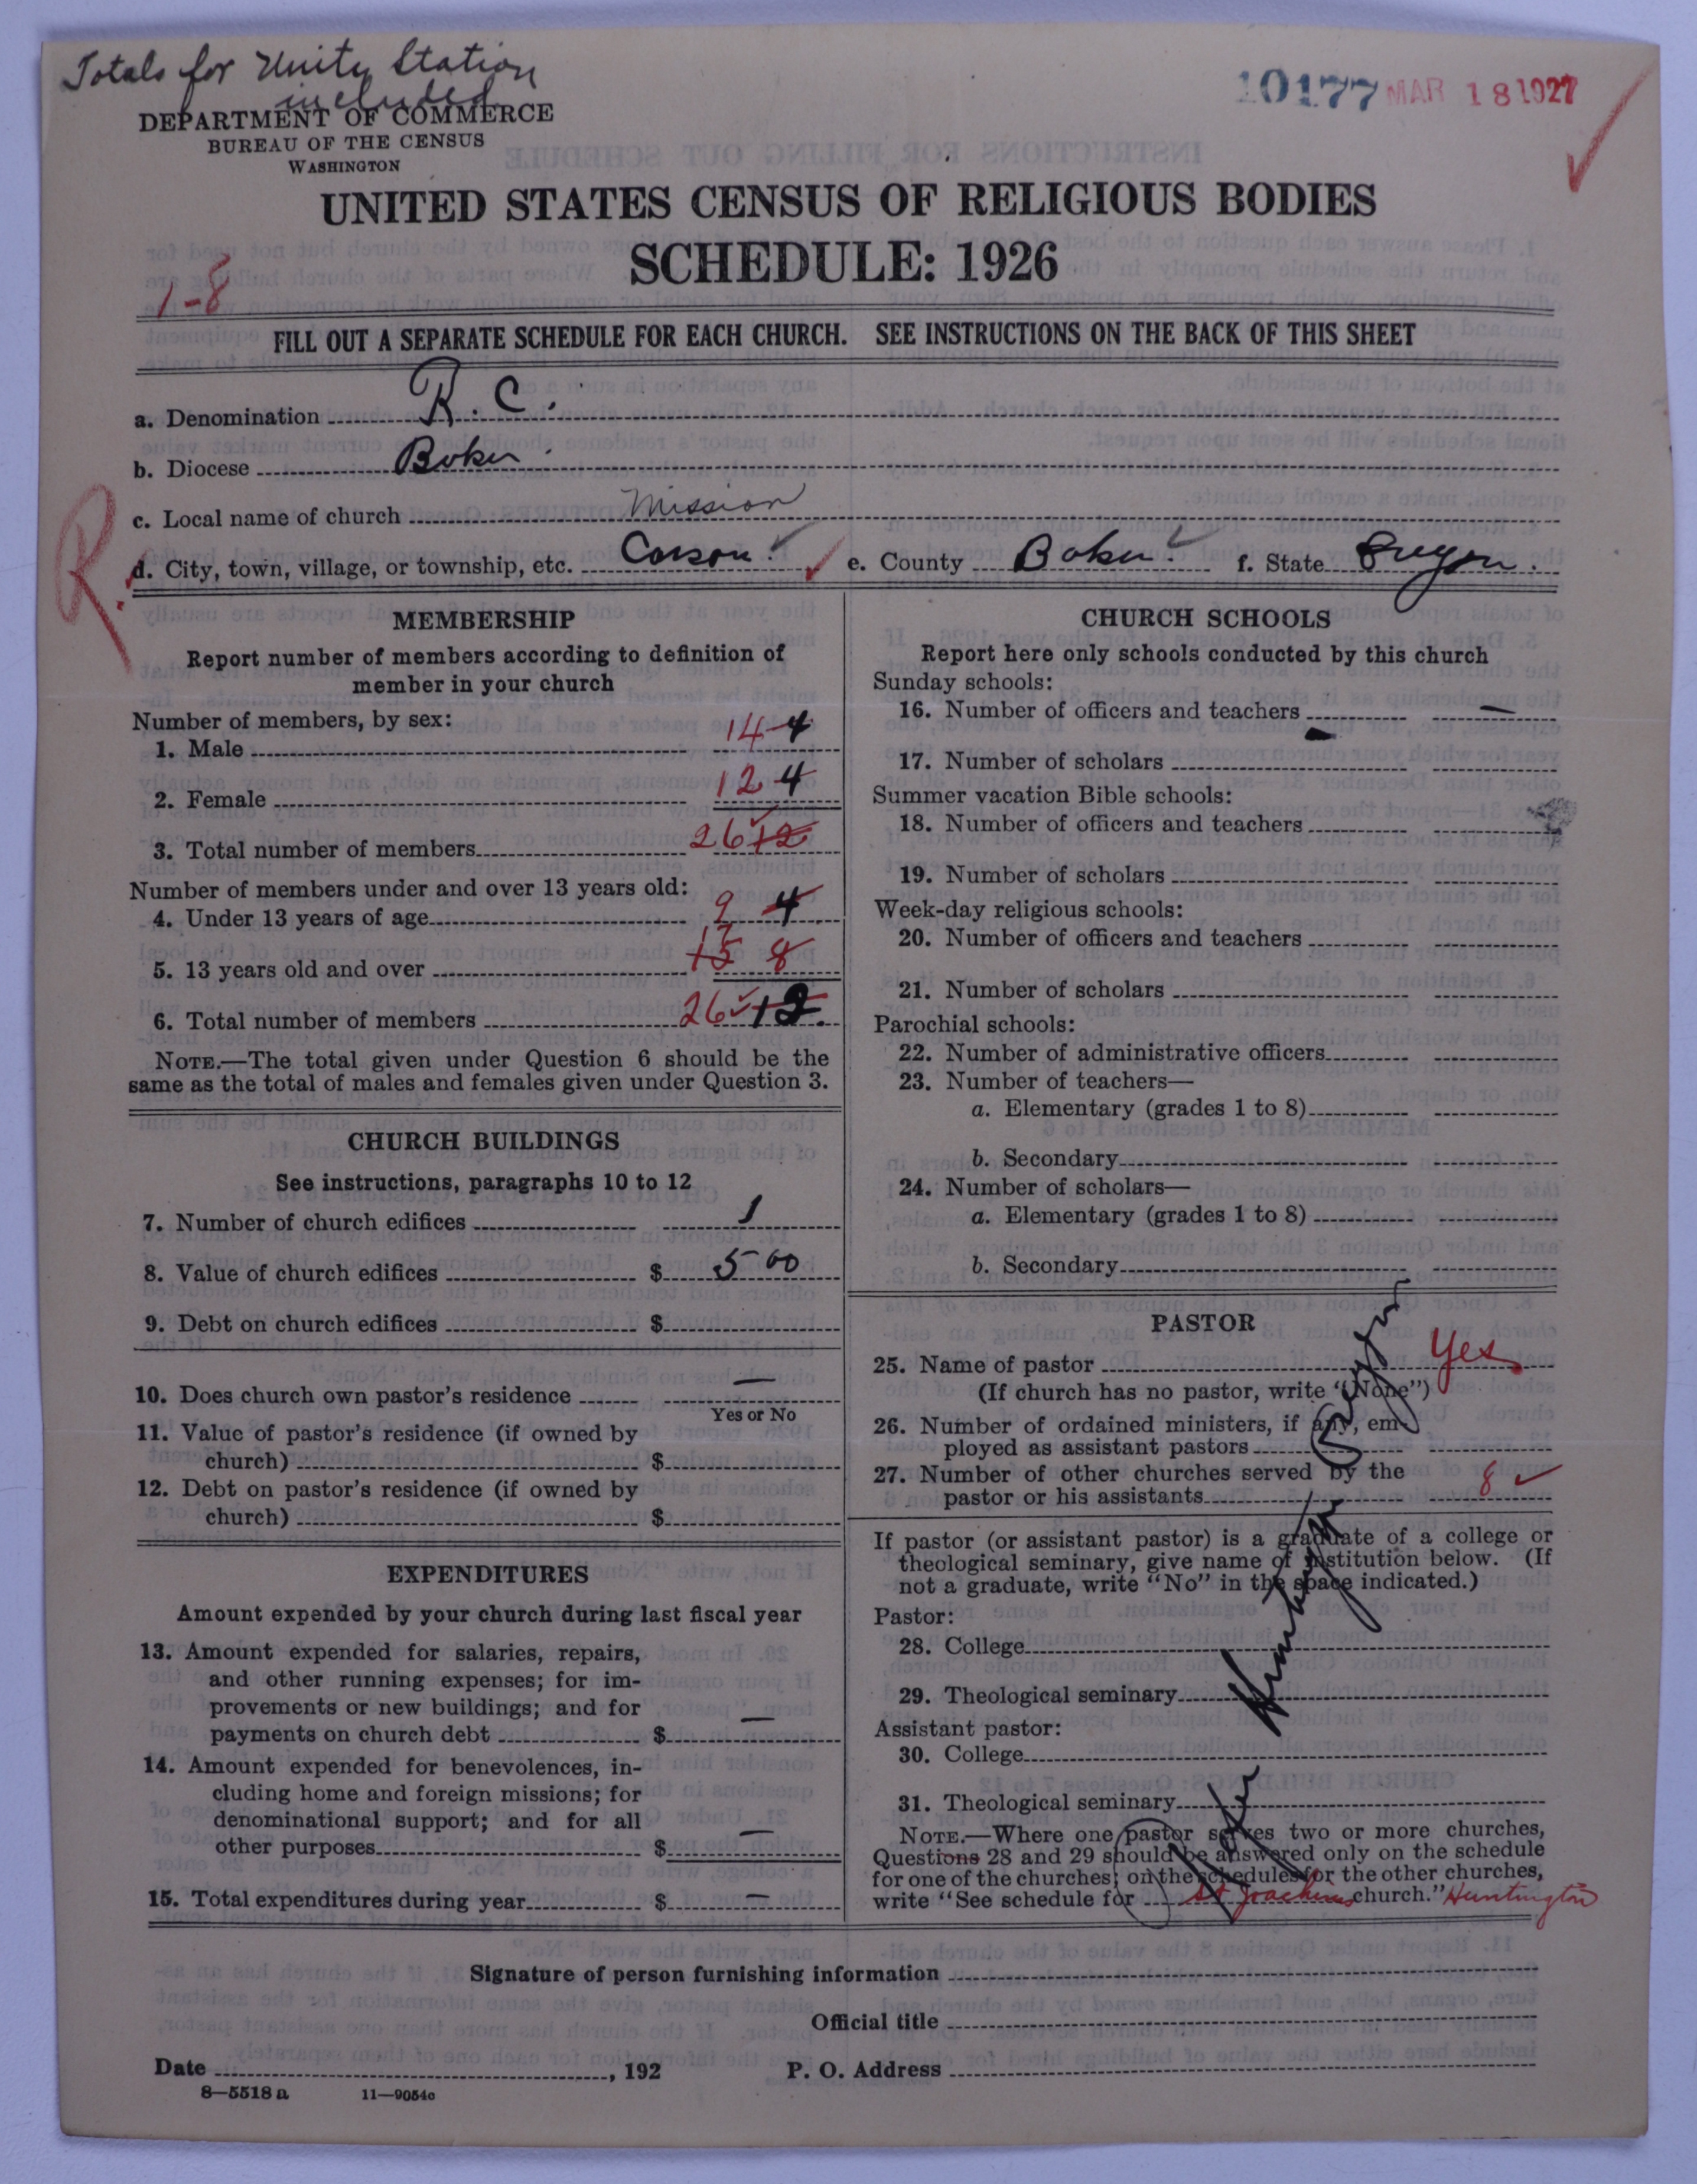 Totals for Unity Station
included
10177 MAR 18 1927
DEPARTMENT OF COMMERCE
BUREAU OF THE CENSUS
WASHINGTON
UNITED STATES CENSUS OF RELIGIOUS BODIES
SCHEDULE: 1926
1-8
FILL OUT A SEPARATE SCHEDULE FOR EACH CHURCH. SEE INSTRUCTIONS ON THE BACK OF THIS SHEET
a. Denomination R. C.
b. Diocese Baker
c. Local name of church Mission
R. d. City, town, village, or township, etc. Carson e. County Baker f. State Oregon
MEMBERSHIP
Report number of members according to definition of
member in your church
Number of members, by sex:
1. Male 14 4
2. Female 12 4
3. Total number of members 26 12
Number of members under and over 13 years old:
4. Under 13 years of age 9 4
17
5. 13 years old and over 15 8
6. Total number of members 26 12
NOTE.—The total given under Question 6 should be the
same as the total of males and females given under Question 3.
CHURCH BUILDINGS
See instructions, paragraphs 10 to 12
7. Number of church edifices 1
8. Value of church edifices $ 500
9. Debt on church edifices $
10. Does church own pastor's residence —
Yes or No
11. Value of pastor's residence (if owned by
church) $
12. Debt on pastor's residence (if owned by
church) $
EXPENDITURES
Amount expended by your church during last fiscal year
13. Amount expended for salaries, repairs,
and other running expenses; for im-
provements or new buildings; and for
payments on church debt $ —
14. Amount expended for benevolences, in-
cluding home and foreign missions; for
denominational support; and for all
other purposes $ —
15. Total expenditures during year $ —
CHURCH SCHOOLS
Report here only schools conducted by this church
Sunday schools:
16. Number of officers and teachers —
17. Number of scholars
Summer vacation Bible schools:
18. Number of officers and teachers
19. Number of scholars
Week-day religious schools:
20. Number of officers and teachers
21. Number of scholars
Parochial schools:
22. Number of administrative officers
23. Number of teachers—
a. Elementary (grades 1 to 8)
b. Secondary
24. Number of scholars—
a. Elementary (grades 1 to 8)
b. Secondary
PASTOR
25. Name of pastor Yes
(If church has no pastor, write "None")
26. Number of ordained ministers, if any, em-
ployed as assistant pastors
27. Number of other churches served by the
pastor or his assistants 8
If pastor (or assistant pastor) is a graduate of a college or
theological seminary, give name of institution below. (If
not a graduate, write "No" in the space indicated.)
Pastor:
28. College
29. Theological seminary
Assistant pastor:
30. College
31. Theological seminary
NOTE.—Where one pastor serves two or more churches,
Questions 28 and 29 should be answered only on the schedule
for one of the churches; on the schedules for the other churches,
write "See schedule for St Joachims church." Huntington
Huntington Oregon
Signature of person furnishing information
Official title
Date , 192 P. O. Address
8—5518 a 11—9054c